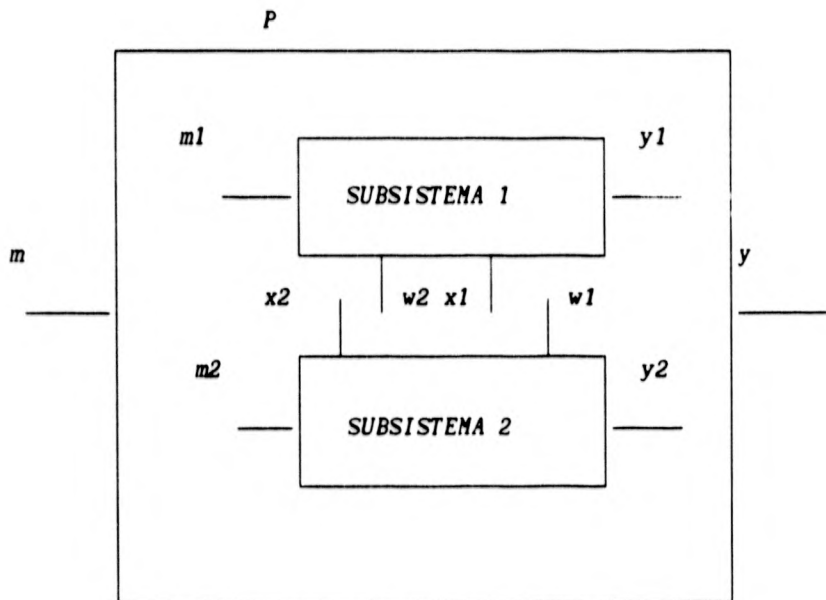 P
m1 y1
SUBSISTEMA 1
m y
x2 w2 x1 w1
m2 y2
SUBSISTEMA 2